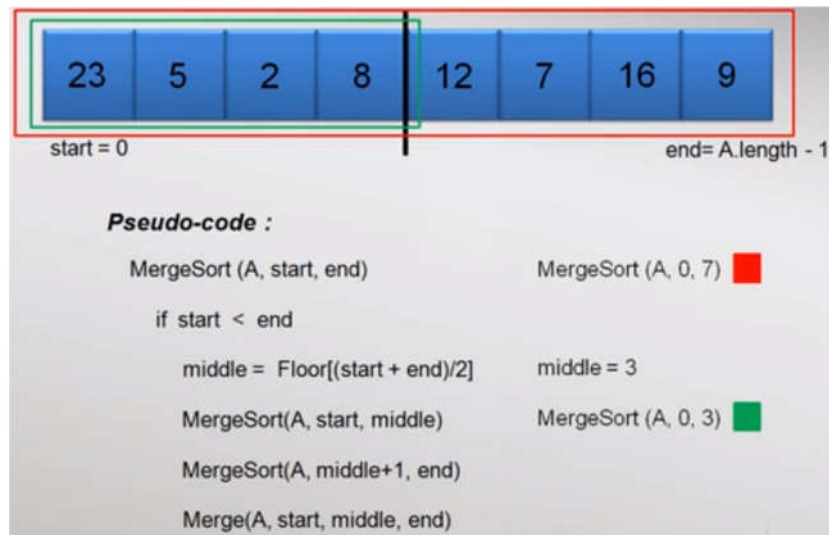 23 5 2 8 12 7 16 9
start = 0 end= A.length - 1
Pseudo-code :
MergeSort (A, start, end) MergeSort (A, 0, 7)
if start < end
middle = Floor[(start + end)/2] middle = 3
MergeSort(A, start, middle) MergeSort (A, 0, 3)
MergeSort(A, middle+1, end)
Merge(A, start, middle, end)